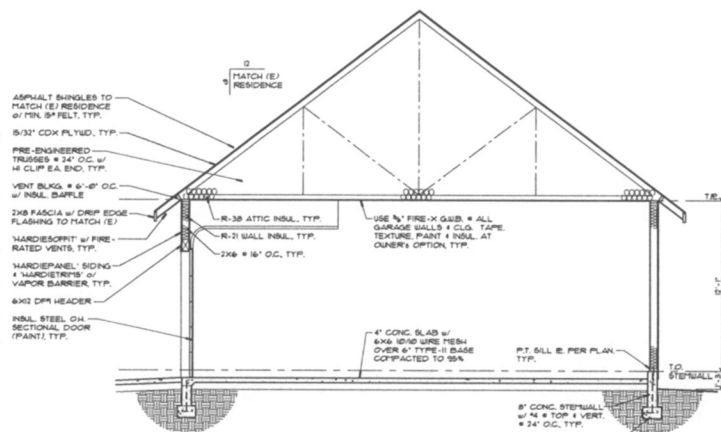 12
9
MATCH (E)
RESIDENCE
ASPHALT SHINGLES TO
MATCH (E) RESIDENCE
o/ MIN. 15# FELT, TYP.
15/32" CDX PLYWD., TYP.
PRE-ENGINEERED
TRUSSES @ 24" O.C. w/
H1 CLIP EA. END, TYP.
VENT BLKG. @ 6'-0" O.C.
w/ INSUL. BAFFLE
2X8 FASCIA w/ DRIP EDGE
FLASHING TO MATCH (E)
'HARDIESOFFIT' w/ FIRE-
RATED VENTS, TYP.
'HARDIEPANEL' SIDING
& 'HARDIETRIMS' o/
VAPOR BARRIER, TYP.
6X12 DF#1 HEADER
INSUL. STEEL O.H.
SECTIONAL DOOR
(PAINT), TYP.
R-38 ATTIC INSUL., TYP.
R-21 WALL INSUL., TYP.
2X6 @ 16" O.C., TYP.
USE 5/8" FIRE-X G.W.B. @ ALL
GARAGE WALLS & CLG. TAPE,
TEXTURE, PAINT & INSUL. AT
OWNER'S OPTION, TYP.
T/PL
12'-1"
4" CONC. SLAB w/
6X6 10/10 WIRE MESH
OVER 6" TYPE-II BASE
COMPACTED TO 95%
P.T. SILL PL PER PLAN,
TYP.
T.O.
STEMWALL
8" CONC. STEMWALL
w/ #4 @ TOP & VERT.
@ 24" O.C., TYP.